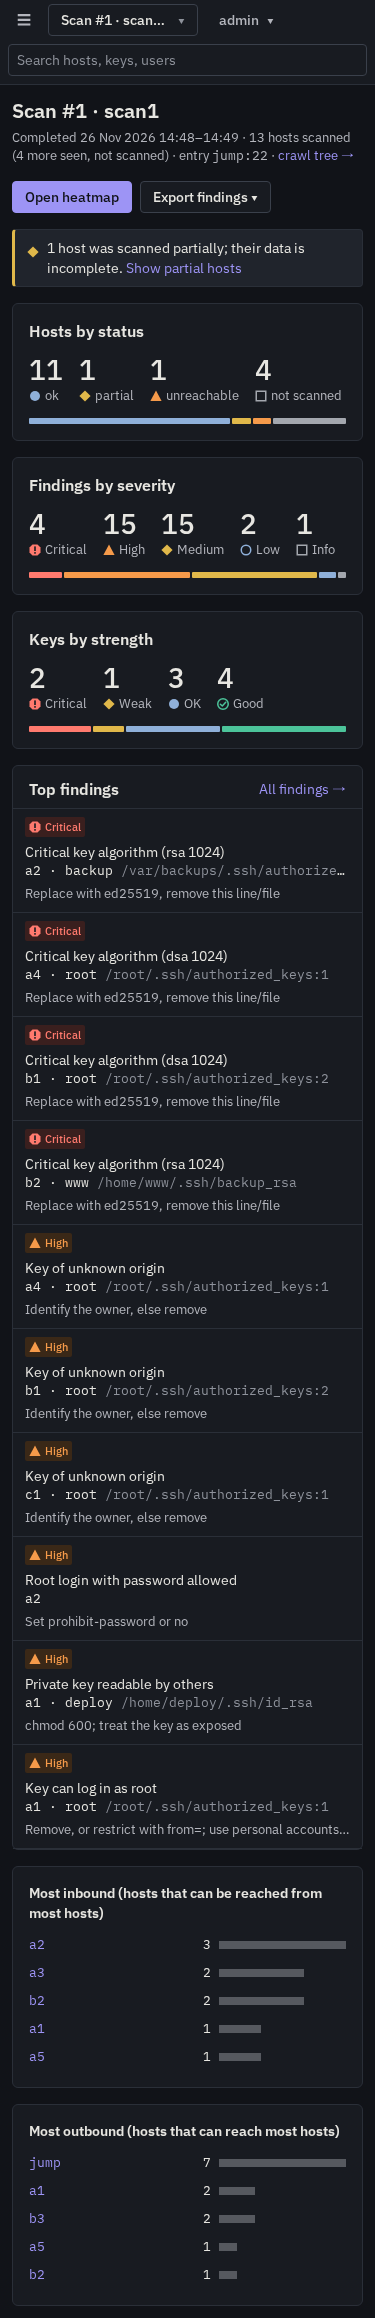 Scan #1 · scan...
admin
Search hosts, keys, users
Scan #1 · scan1
Completed 26 Nov 2026 14:48–14:49 · 13 hosts scanned
(4 more seen, not scanned) · entry jump:22 · crawl tree →
Open heatmap
Export findings ▾
1 host was scanned partially; their data is
incomplete. Show partial hosts
Hosts by status
11 1 1 4
ok partial unreachable not scanned
Findings by severity
4 15 15 2 1
Critical High Medium Low Info
Keys by strength
2 1 3 4
Critical Weak OK Good
Top findings All findings →
Critical
Critical key algorithm (rsa 1024)
a2 · backup /var/backups/.ssh/authorize…
Replace with ed25519, remove this line/file
Critical
Critical key algorithm (dsa 1024)
a4 · root /root/.ssh/authorized_keys:1
Replace with ed25519, remove this line/file
Critical
Critical key algorithm (dsa 1024)
b1 · root /root/.ssh/authorized_keys:2
Replace with ed25519, remove this line/file
Critical
Critical key algorithm (rsa 1024)
b2 · www /home/www/.ssh/backup_rsa
Replace with ed25519, remove this line/file
High
Key of unknown origin
a4 · root /root/.ssh/authorized_keys:1
Identify the owner, else remove
High
Key of unknown origin
b1 · root /root/.ssh/authorized_keys:2
Identify the owner, else remove
High
Key of unknown origin
c1 · root /root/.ssh/authorized_keys:1
Identify the owner, else remove
High
Root login with password allowed
a2
Set prohibit-password or no
High
Private key readable by others
a1 · deploy /home/deploy/.ssh/id_rsa
chmod 600; treat the key as exposed
High
Key can log in as root
a1 · root /root/.ssh/authorized_keys:1
Remove, or restrict with from=; use personal accounts…
Most inbound (hosts that can be reached from
most hosts)
a2 3
a3 2
b2 2
a1 1
a5 1
Most outbound (hosts that can reach most hosts)
jump 7
a1 2
b3 2
a5 1
b2 1